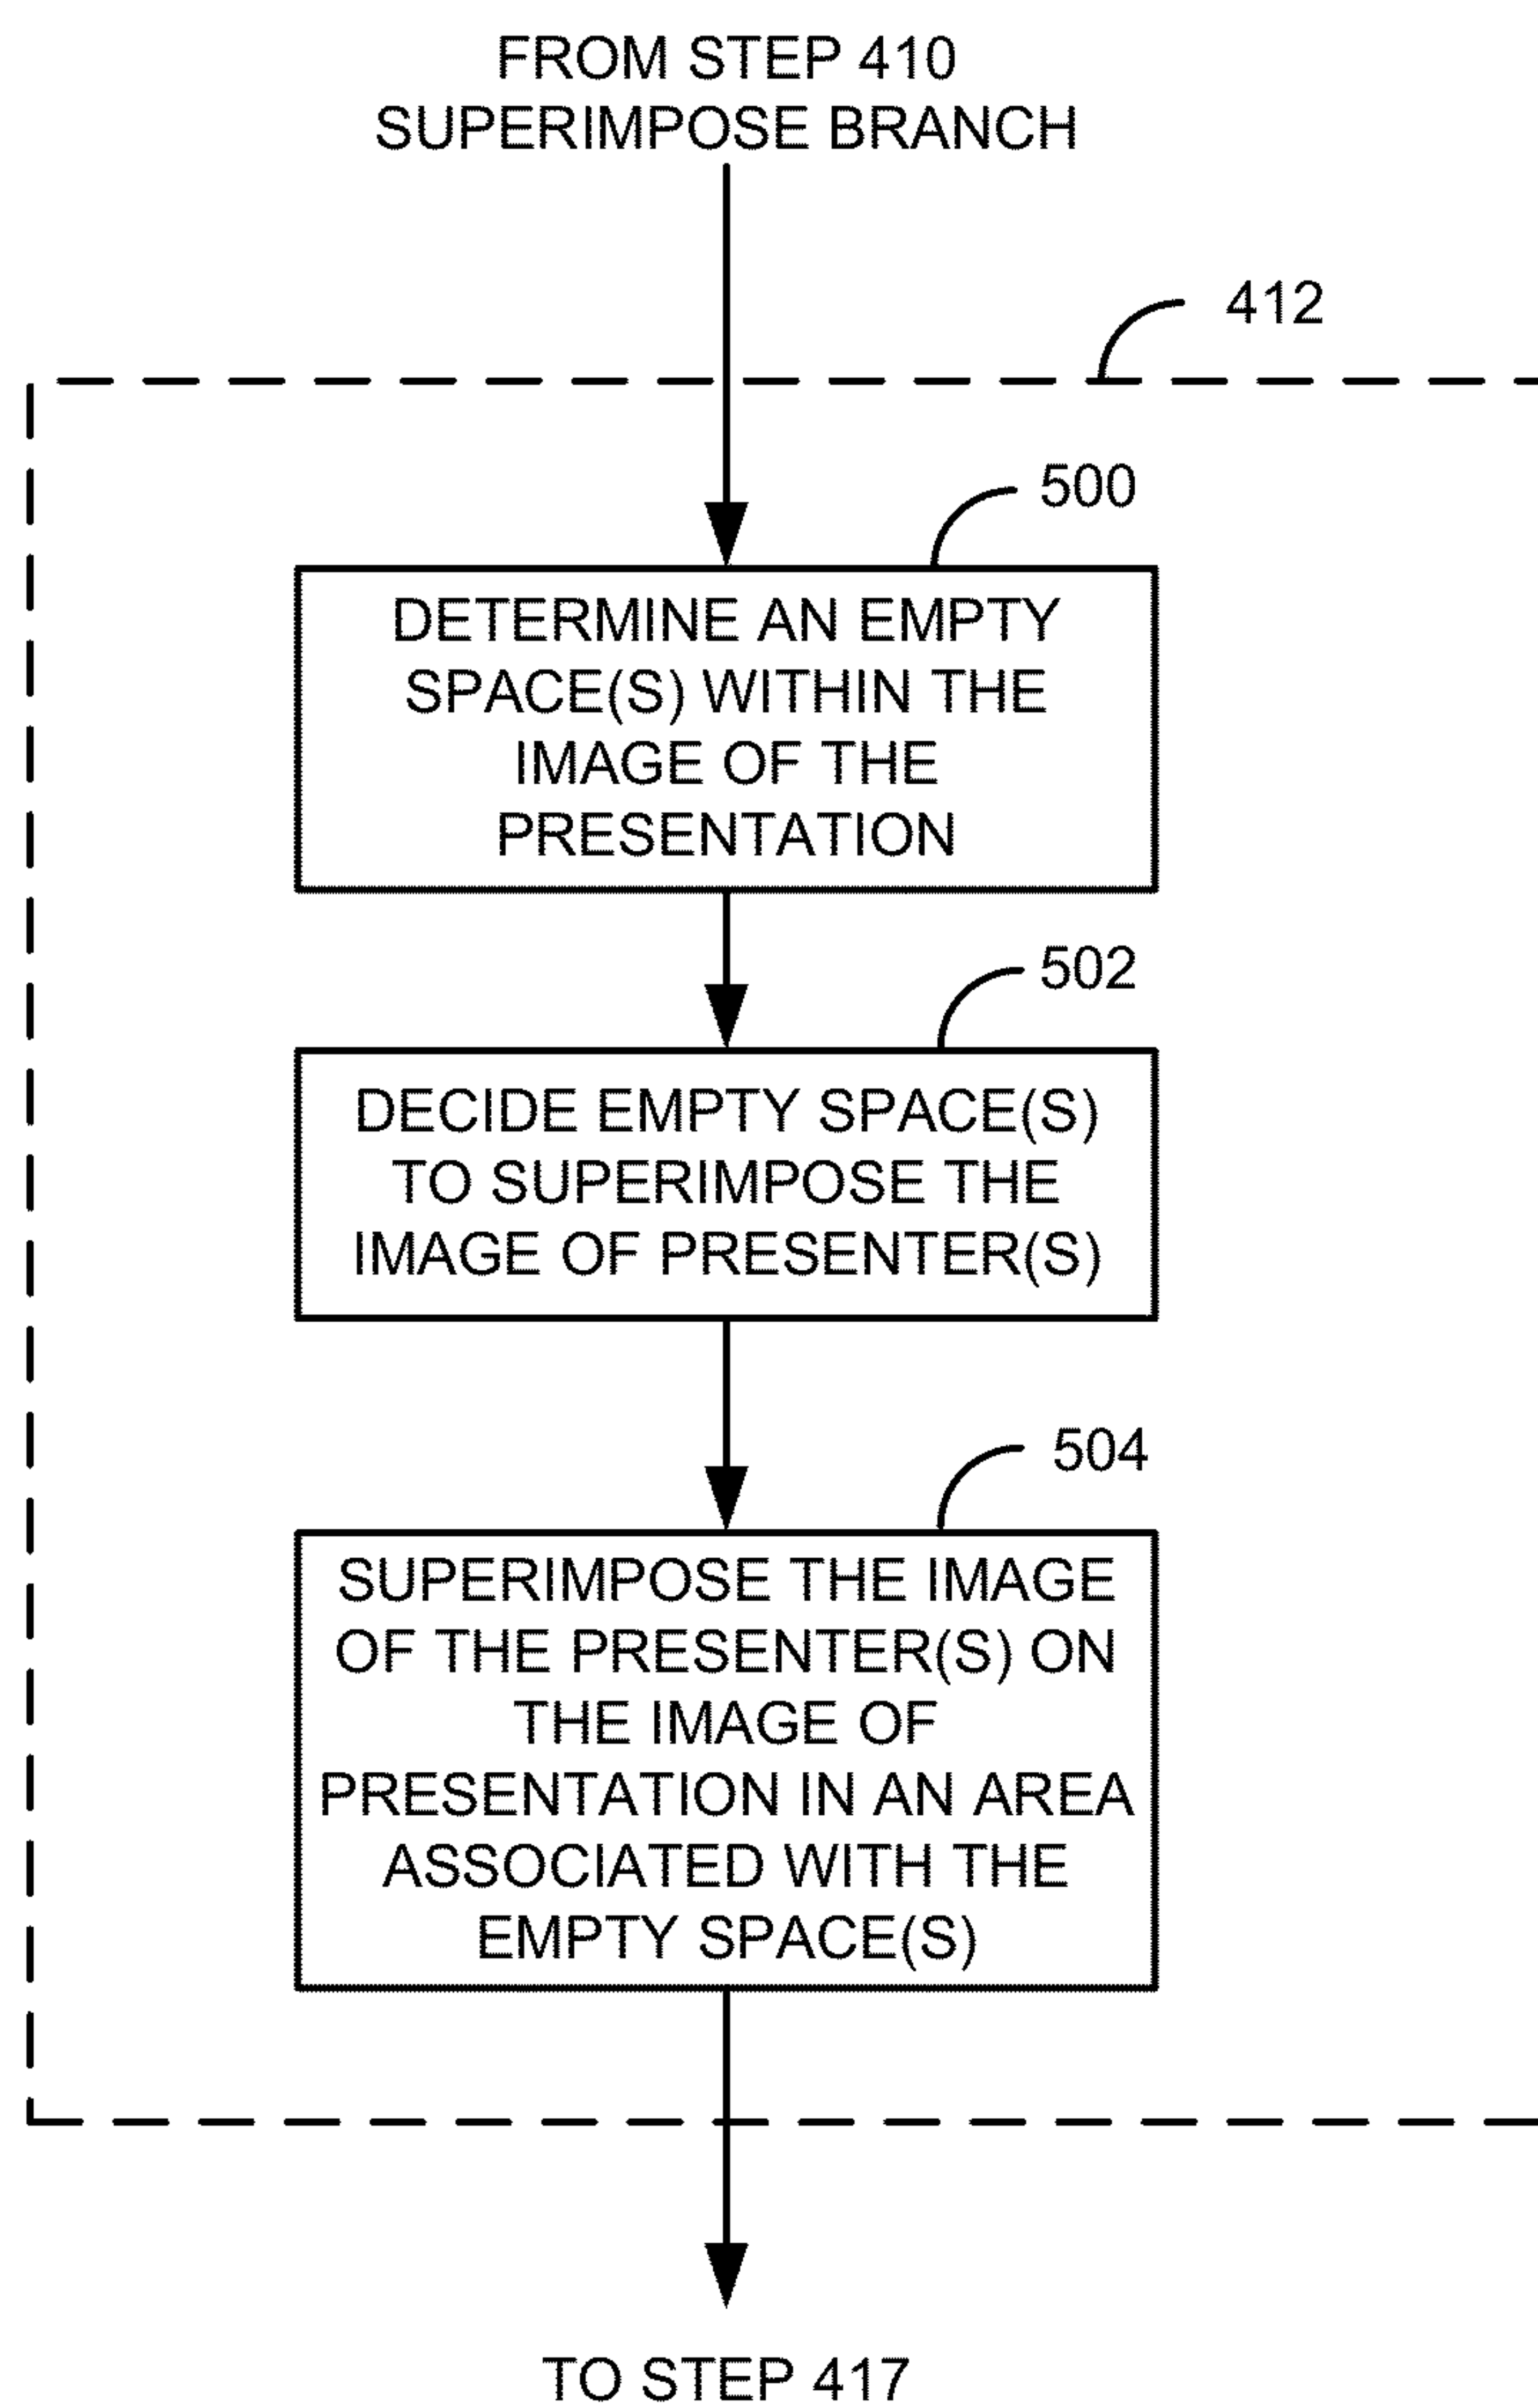 FROM STEP 410
SUPERIMPOSE BRANCH
412
500
DETERMINE AN EMPTY
SPACE(S) WITHIN THE
IMAGE OF THE
PRESENTATION
502
DECIDE EMPTY SPACE(S)
TO SUPERIMPOSE THE
IMAGE OF PRESENTER(S)
504
SUPERIMPOSE THE IMAGE
OF THE PRESENTER(S) ON
THE IMAGE OF
PRESENTATION IN AN AREA
ASSOCIATED WITH THE
EMPTY SPACE(S)
TO STEP 417